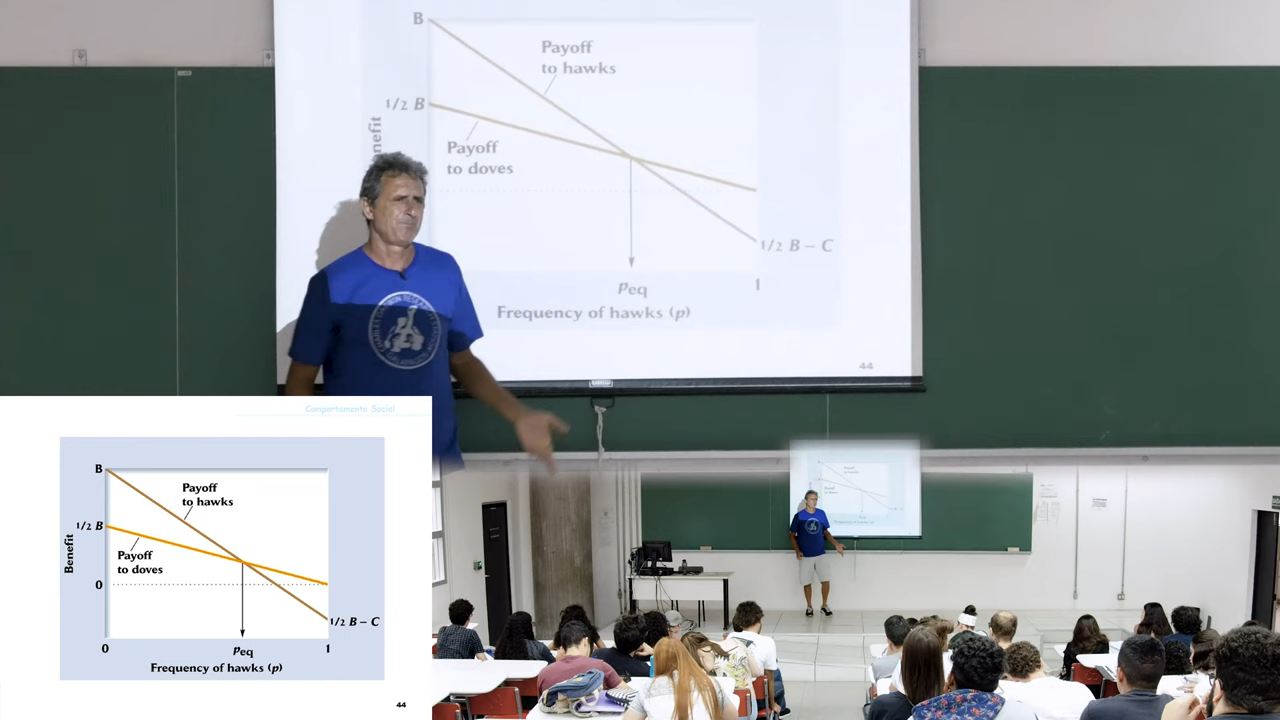 B
Payoff
to hawks
1/2 B
Payoff
to doves
1/2 B – C
peq
1
Frequency of hawks (p)
44
Comportamento Social
B
Payoff
to hawks
1/2 B
Payoff
to doves
Benefit
0
1/2 B – C
0
peq
1
Frequency of hawks (p)
44